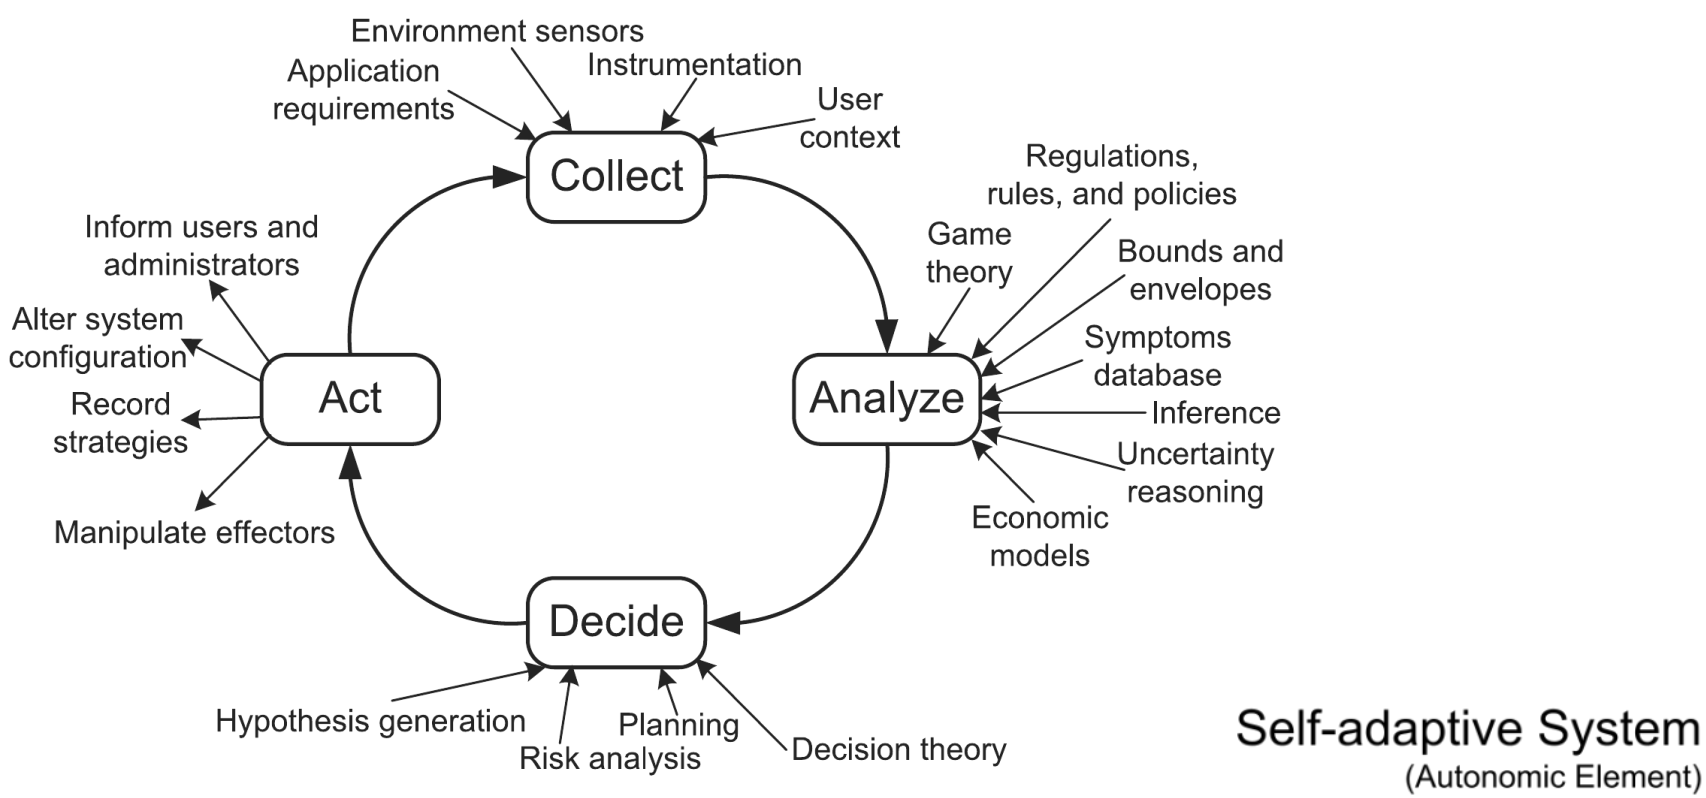 Environment sensors
Instrumentation
Application
requirements
User
context
Collect
Regulations,
rules, and policies
Game
theory
Bounds and
envelopes
Symptoms
database
Inference
Uncertainty
reasoning
Economic
models
Analyze
Inform users and
administrators
Alter system
configuration
Record
strategies
Manipulate effectors
Act
Decide
Hypothesis generation
Risk analysis
Planning
Decision theory
Self-adaptive System
(Autonomic Element)